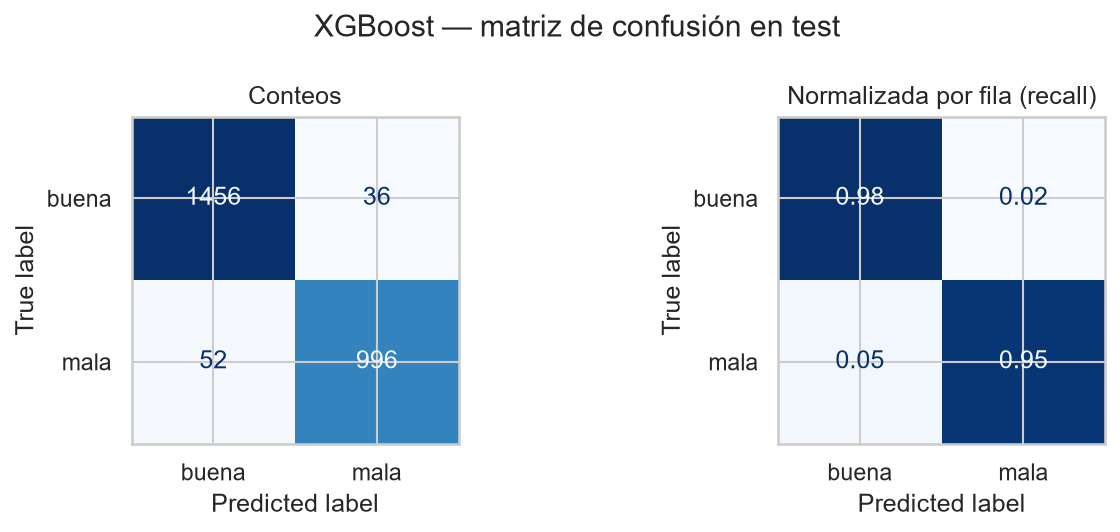 XGBoost — matriz de confusión en test
Conteos
True label
buena
1456
36
mala
52
996
buena
mala
Predicted label
Normalizada por fila (recall)
True label
buena
0.98
0.02
mala
0.05
0.95
buena
mala
Predicted label